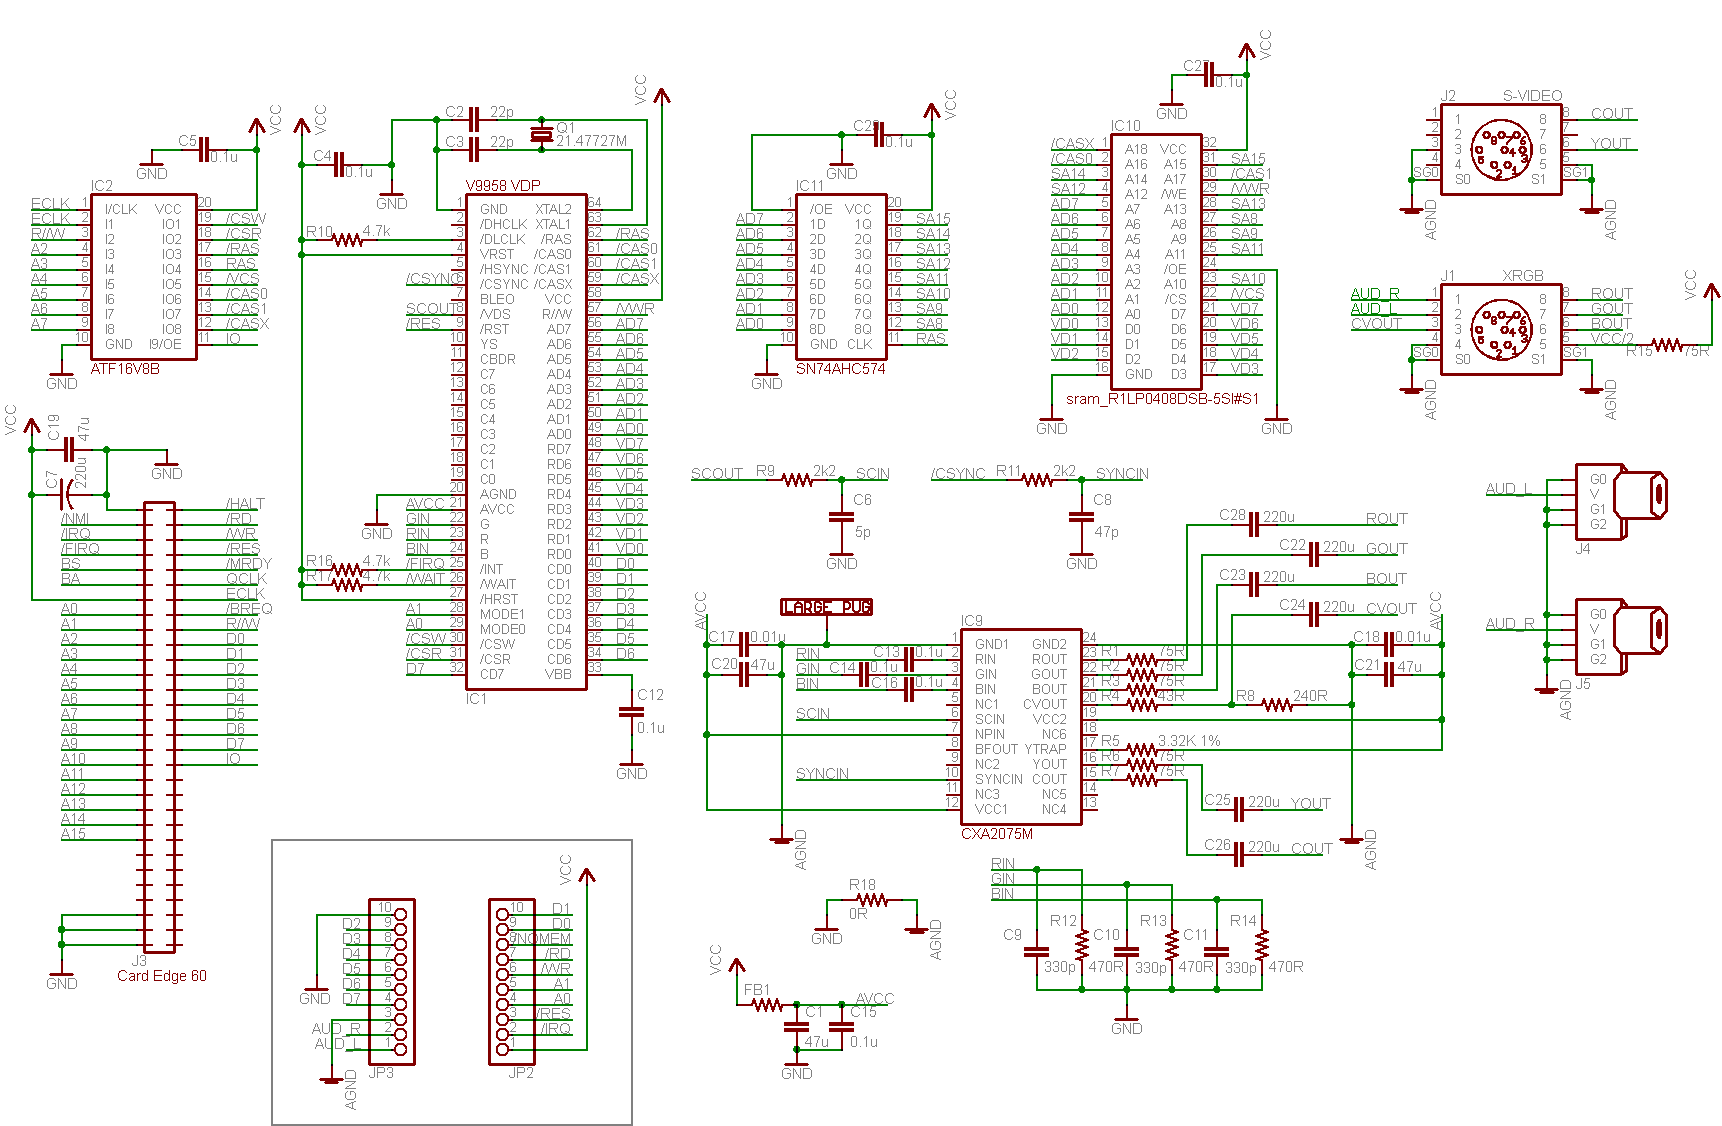 IC2
ATF16V8B
ECLK 1 I/CLK VCC 20
ECLK 2 I1 IO1 19 /CSW
R//W 3 I2 IO2 18 /CSR
A2 4 I3 IO3 17 /RAS
A3 5 I4 IO4 16 RAS
A4 6 I5 IO5 15 /VCS
A5 7 I6 IO6 14 /CAS0
A6 8 I7 IO7 13 /CAS1
A7 9 I8 IO8 12 /CASX
10 GND I9/OE 11 IO
GND
C5 0.1u
GND
VCC
VCC
C4 0.1u
GND
C2 22p
C3 22p
Q1
21.47727M
VCC
R10 4.7k
R16 4.7k
R17 4.7k
V9958 VDP
1 GND XTAL2 64
2 /DHCLK XTAL1 63
3 /DLCLK /RAS 62 /RAS
4 VRST /CAS0 61 /CAS0
5 /HSYNC /CAS1 60 /CAS1
/CSYNC 6 /CSYNC /CASX 59 /CASX
7 BLEO VCC 58
SCOUT 8 /VDS R//W 57 /VWR
/RES 9 /RST AD7 56 AD7
10 YS AD6 55 AD6
11 CBDR AD5 54 AD5
12 C7 AD4 53 AD4
13 C6 AD3 52 AD3
14 C5 AD2 51 AD2
15 C4 AD1 50 AD1
16 C3 AD0 49 AD0
17 C2 RD7 48 VD7
18 C1 RD6 47 VD6
19 C0 RD5 46 VD5
20 AGND RD4 45 VD4
AVCC 21 AVCC RD3 44 VD3
GIN 22 G RD2 43 VD2
RIN 23 R RD1 42 VD1
BIN 24 B RD0 41 VD0
/FIRQ 25 /INT CD0 40 D0
/WAIT 26 /WAIT CD1 39 D1
27 /HRST CD2 38 D2
A1 28 MODE1 CD3 37 D3
A0 29 MODE0 CD4 36 D4
/CSW 30 /CSW CD5 35 D5
/CSR 31 /CSR CD6 34 D6
D7 32 CD7 VBB 33
IC1
GND
C12
0.1u
GND
IC11
SN74AHC574
1 /OE VCC 20
AD7 2 1D 1Q 19 SA15
AD6 3 2D 2Q 18 SA14
AD5 4 3D 3Q 17 SA13
AD4 5 4D 4Q 16 SA12
AD3 6 5D 5Q 15 SA11
AD2 7 6D 6Q 14 SA10
AD1 8 7D 7Q 13 SA9
AD0 9 8D 8Q 12 SA8
10 GND CLK 11 RAS
GND
0.1u
GND
VCC
IC10
sram_R1LP0408DSB-5SI#S1
/CASX 1 A18 VCC 32
/CAS0 2 A16 A15 31 SA15
SA14 3 A14 A17 30 /CAS1
SA12 4 A12 /WE 29 /VWR
AD7 5 A7 A13 28 SA13
AD6 6 A6 A8 27 SA8
AD5 7 A5 A9 26 SA9
AD4 8 A4 A11 25 SA11
AD3 9 A3 /OE 24
AD2 10 A2 A10 23 SA10
AD1 11 A1 /CS 22 /VCS
AD0 12 A0 D7 21 VD7
VD0 13 D0 D6 20 VD6
VD1 14 D1 D5 19 VD5
VD2 15 D2 D4 18 VD4
16 GND D3 17 VD3
GND
GND
C27 0.1u
GND
VCC
J2 S-VIDEO
1 1 8 8 COUT
2 2 7 7
3 3 6 6 YOUT
4 4 5 5
SG0 S0 S1 SG1
AGND
AGND
J1 XRGB
AUD_R 1 1 8 8 ROUT
AUD_L 2 2 7 7 GOUT
CVOUT 3 3 6 6 BOUT
4 4 5 5 VCC/2
SG0 S0 S1 SG1
R15 75R
VCC
AGND
AGND
VCC
C19 47u
C7 220u
GND
/HALT
/NMI /RD
/IRQ /WR
/FIRQ /RES
BS /MRDY
BA QCLK
ECLK
A0 /BREQ
A1 R//W
A2 D0
A3 D1
A4 D2
A5 D3
A6 D4
A7 D5
A8 D6
A9 D7
A10 IO
A11
A12
A13
A14
A15
J3
Card Edge 60
GND
SCOUT R9 2k2 SCIN
C6
5p
GND
/CSYNC R11 2k2 SYNCIN
C8
47p
GND
C28 220u ROUT
C22 220u GOUT
C23 220u BOUT
C24 220u CVOUT
J4
G0
V
G1
G2
AUD_L
J5
G0
V
G1
G2
AUD_R
AGND
LARGE PUG
AVCC
C17 0.01u
C20 47u
RIN C13 0.1u
GIN C14 0.1u
BIN C16 0.1u
SCIN
SYNCIN
IC9
CXA2075M
1 GND1 GND2 24
2 RIN ROUT 23
3 GIN GOUT 22
4 BIN BOUT 21
5 NC1 CVOUT 20
6 SCIN VCC2 19
7 NPIN NC6 18
8 BFOUT YTRAP 17
9 NC2 YOUT 16
10 SYNCIN COUT 15
11 NC3 NC5 14
12 VCC1 NC4 13
R1 75R
R2 75R
R3 75R
R4 43R
R8 240R
R5 3.32K 1%
R6 75R
R7 75R
AVCC
C18 0.01u
C21 47u
C25 220u YOUT
C26 220u COUT
AGND
AGND
RIN
GIN
BIN
C9 R12 C10 R13 C11 R14
330p 470R 330p 470R 330p 470R
GND
R18
0R
GND
AGND
VCC
FB1
AVCC
C1 C15
47u 0.1u
GND
10
D2 9
D3 8
D4 7
D5 6
D6 5
D7 4
3
AUD_R 2
AUD_L 1
JP3
GND
AGND
VCC
10 D1
9 D0
8 /NOMEM
7 /RD
6 /WR
5 A1
4 A0
3 /RES
2 /IRQ
1
JP2